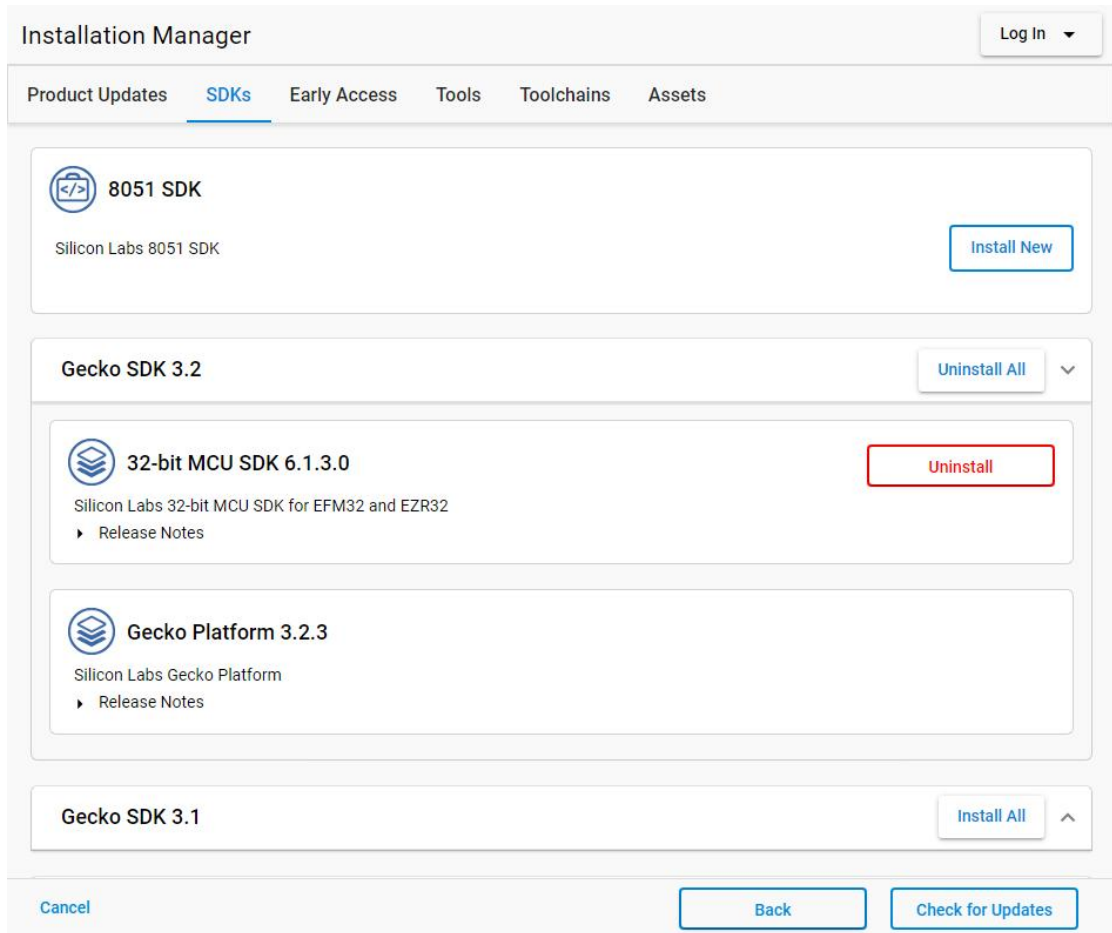 Installation Manager
Log In
Product Updates SDKs Early Access Tools Toolchains Assets
8051 SDK
Silicon Labs 8051 SDK
Install New
Gecko SDK 3.2
Uninstall All
32-bit MCU SDK 6.1.3.0
Uninstall
Silicon Labs 32-bit MCU SDK for EFM32 and EZR32
Release Notes
Gecko Platform 3.2.3
Silicon Labs Gecko Platform
Release Notes
Gecko SDK 3.1
Install All
Cancel
Back
Check for Updates